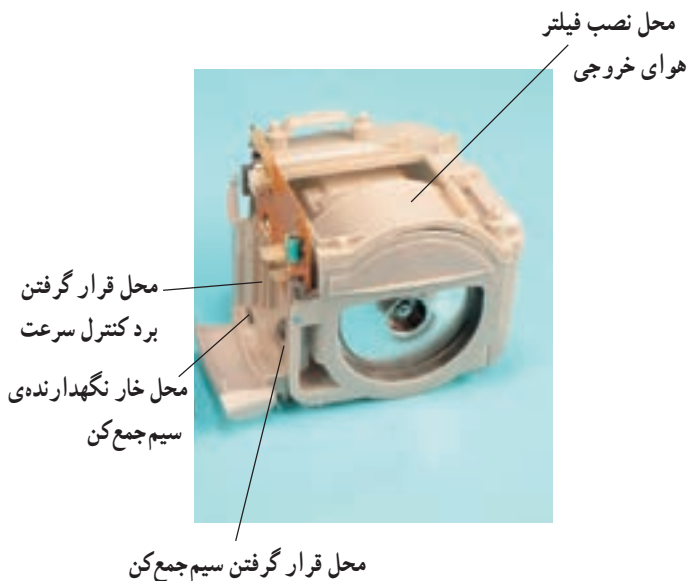 محل نصب فیلتر
هوای خروجی
محل قرار گرفتن
برد کنترل سرعت
محل خار نگهدارنده‌ی
سیم‌جمع‌کن
محل قرار گرفتن سیم‌جمع‌کن